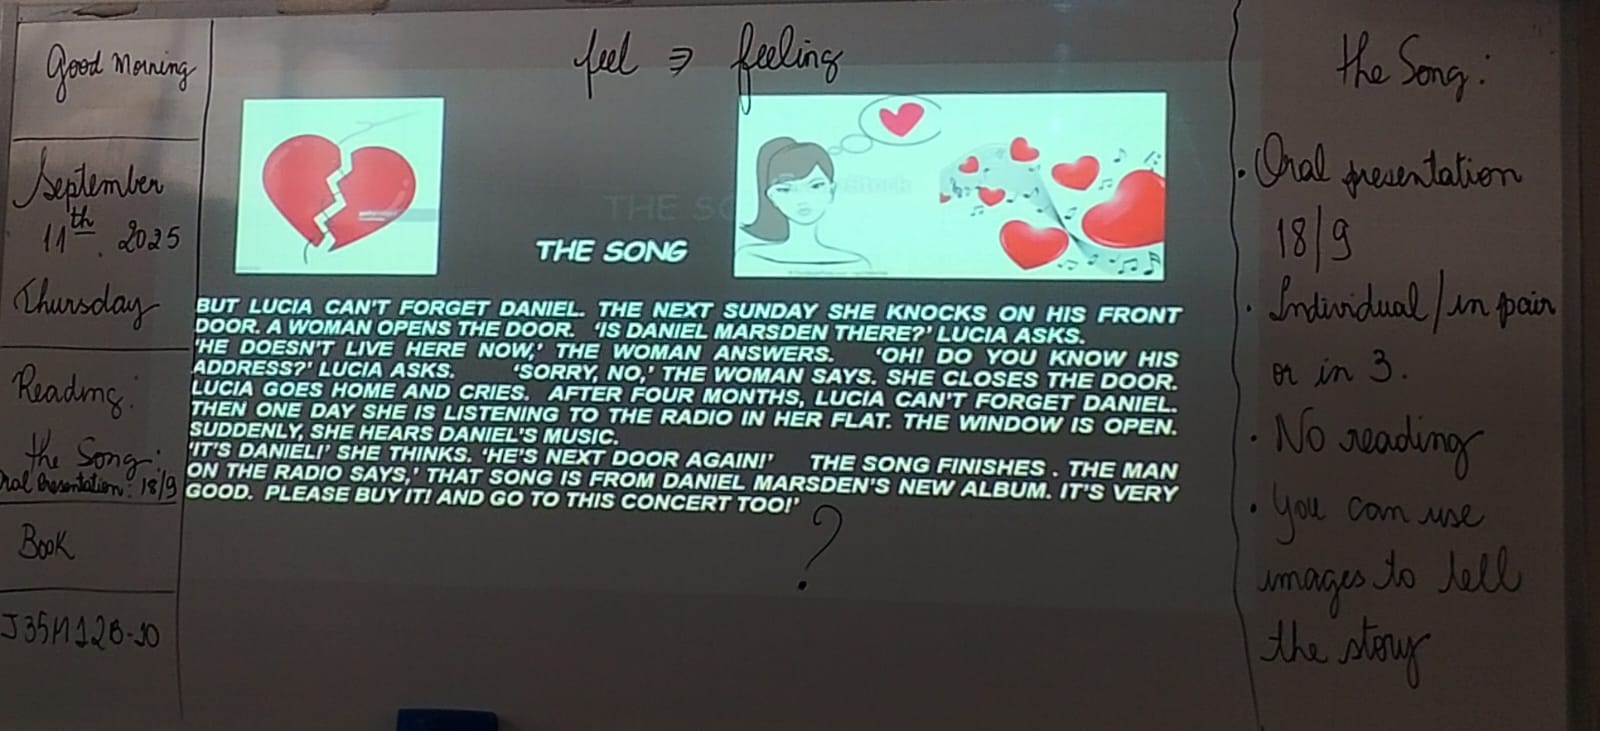 Good Morning
September
11th. 2025
Thursday
Reading:
the Song:
Oral Presentation: 18/9
Book
J35M12B-10
feel ⇒ feeling
THE SONG
BUT LUCIA CAN'T FORGET DANIEL. THE NEXT SUNDAY SHE KNOCKS ON HIS FRONT
DOOR. A WOMAN OPENS THE DOOR. 'IS DANIEL MARSDEN THERE?' LUCIA ASKS.
'HE DOESN'T LIVE HERE NOW,' THE WOMAN ANSWERS. 'OH! DO YOU KNOW HIS
ADDRESS?' LUCIA ASKS. 'SORRY, NO,' THE WOMAN SAYS. SHE CLOSES THE DOOR.
LUCIA GOES HOME AND CRIES. AFTER FOUR MONTHS, LUCIA CAN'T FORGET DANIEL.
THEN ONE DAY SHE IS LISTENING TO THE RADIO IN HER FLAT. THE WINDOW IS OPEN.
SUDDENLY, SHE HEARS DANIEL'S MUSIC.
'IT'S DANIEL!' SHE THINKS. 'HE'S NEXT DOOR AGAIN!' THE SONG FINISHES . THE MAN
ON THE RADIO SAYS,' THAT SONG IS FROM DANIEL MARSDEN'S NEW ALBUM. IT'S VERY
GOOD. PLEASE BUY IT! AND GO TO THIS CONCERT TOO!'
?
the Song:
• Oral presentation
18/9
• Individual/in pair
or in 3.
• No reading
• You can use
images to tell
the story